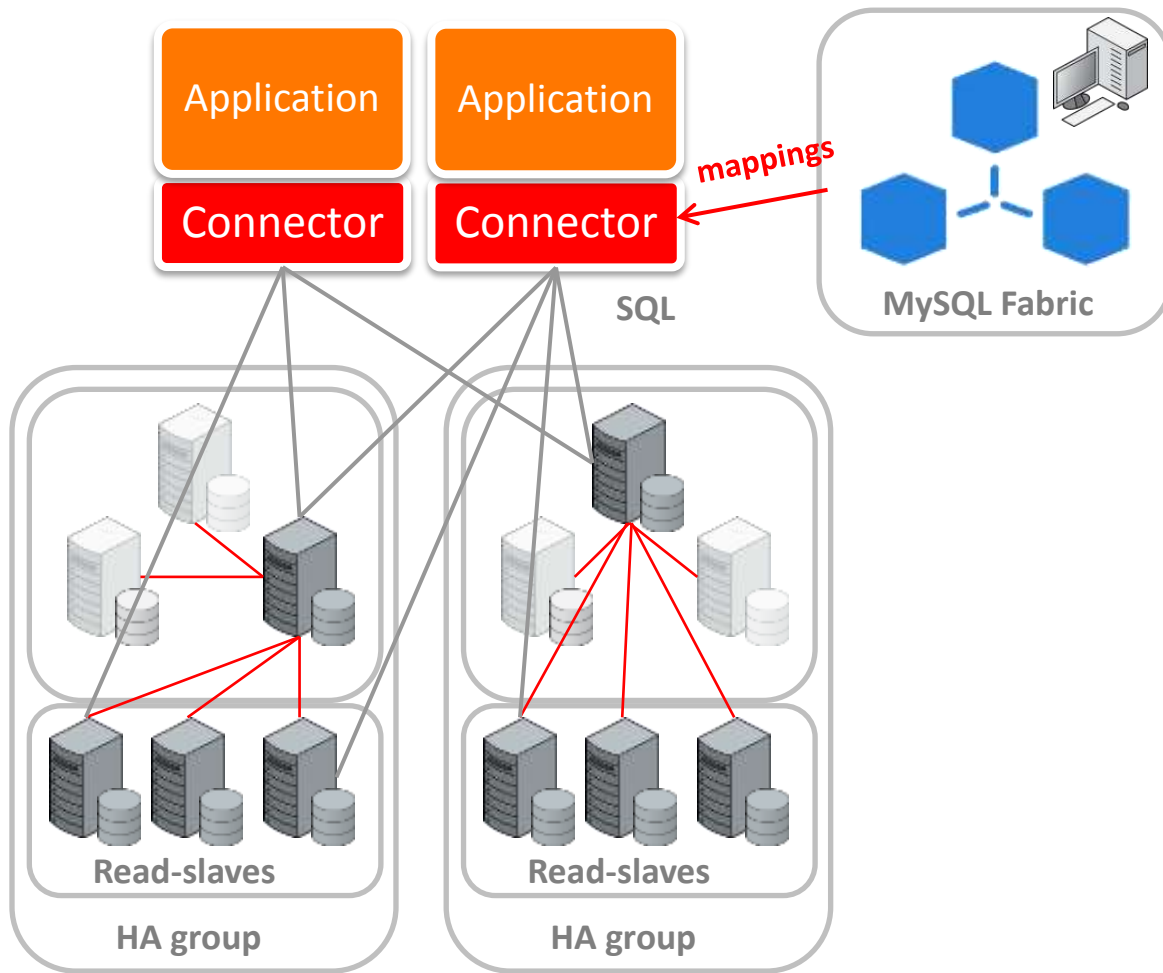 Application
Application
mappings
Connector
Connector
SQL
MySQL Fabric
Read-slaves
Read-slaves
HA group
HA group